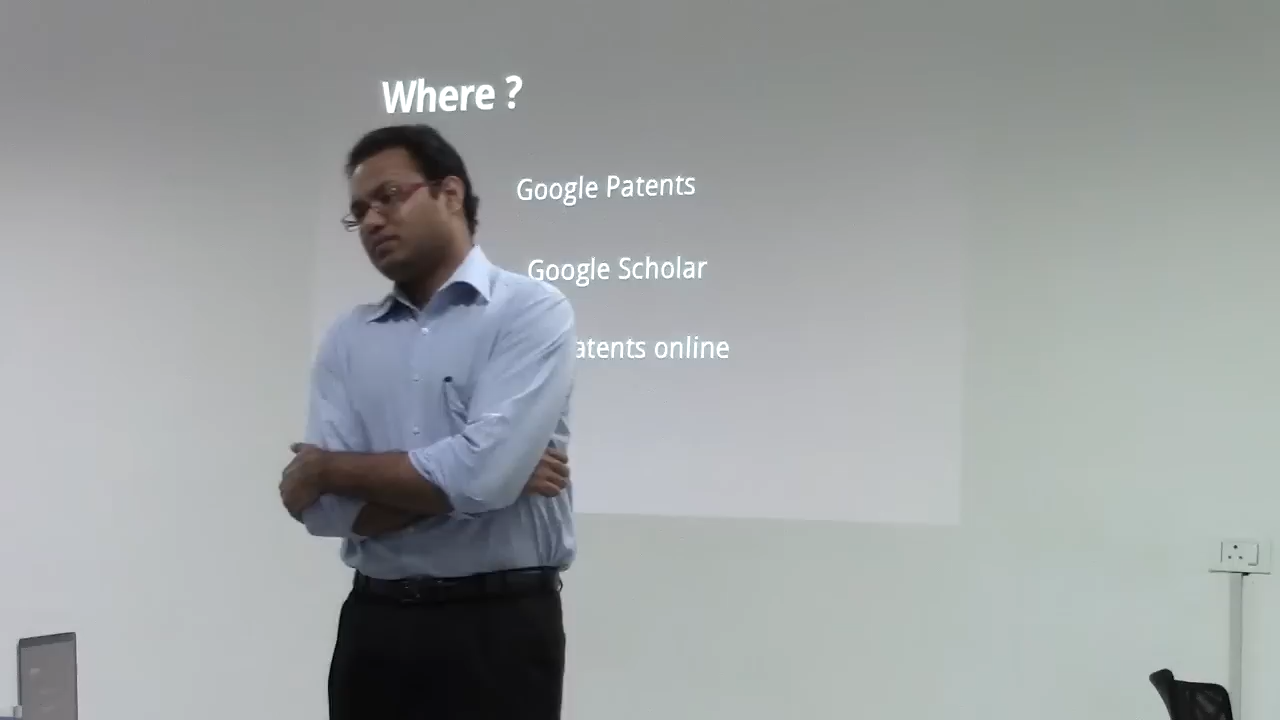 Where ?
Google Patents
Google Scholar
atents online